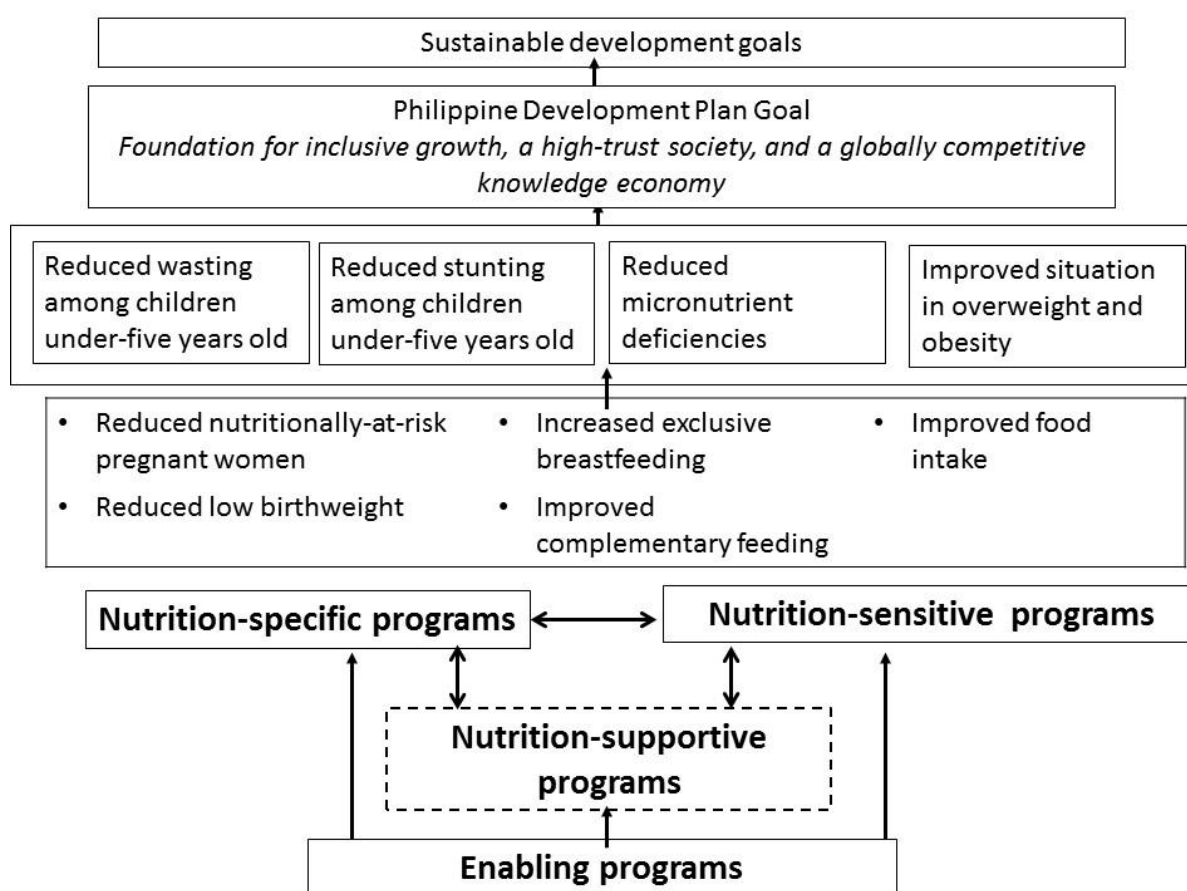 Sustainable development goals
Philippine Development Plan Goal
Foundation for inclusive growth, a high-trust society, and a globally competitive
knowledge economy
Reduced wasting
among children
under-five years old
Reduced stunting
among children
under-five years old
Reduced
micronutrient
deficiencies
Improved situation
in overweight and
obesity
• Reduced nutritionally-at-risk
pregnant women
• Reduced low birthweight
• Increased exclusive
breastfeeding
• Improved
complementary feeding
• Improved food
intake
Nutrition-specific programs
Nutrition-sensitive programs
Nutrition-supportive
programs
Enabling programs